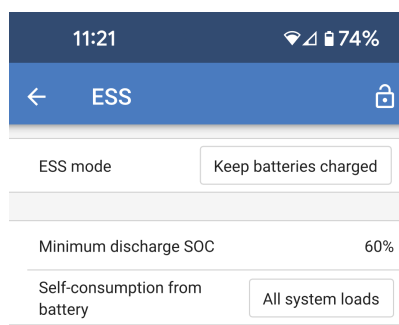 11:21 74%
ESS
ESS mode Keep batteries charged
Minimum discharge SOC 60%
Self-consumption from
battery All system loads